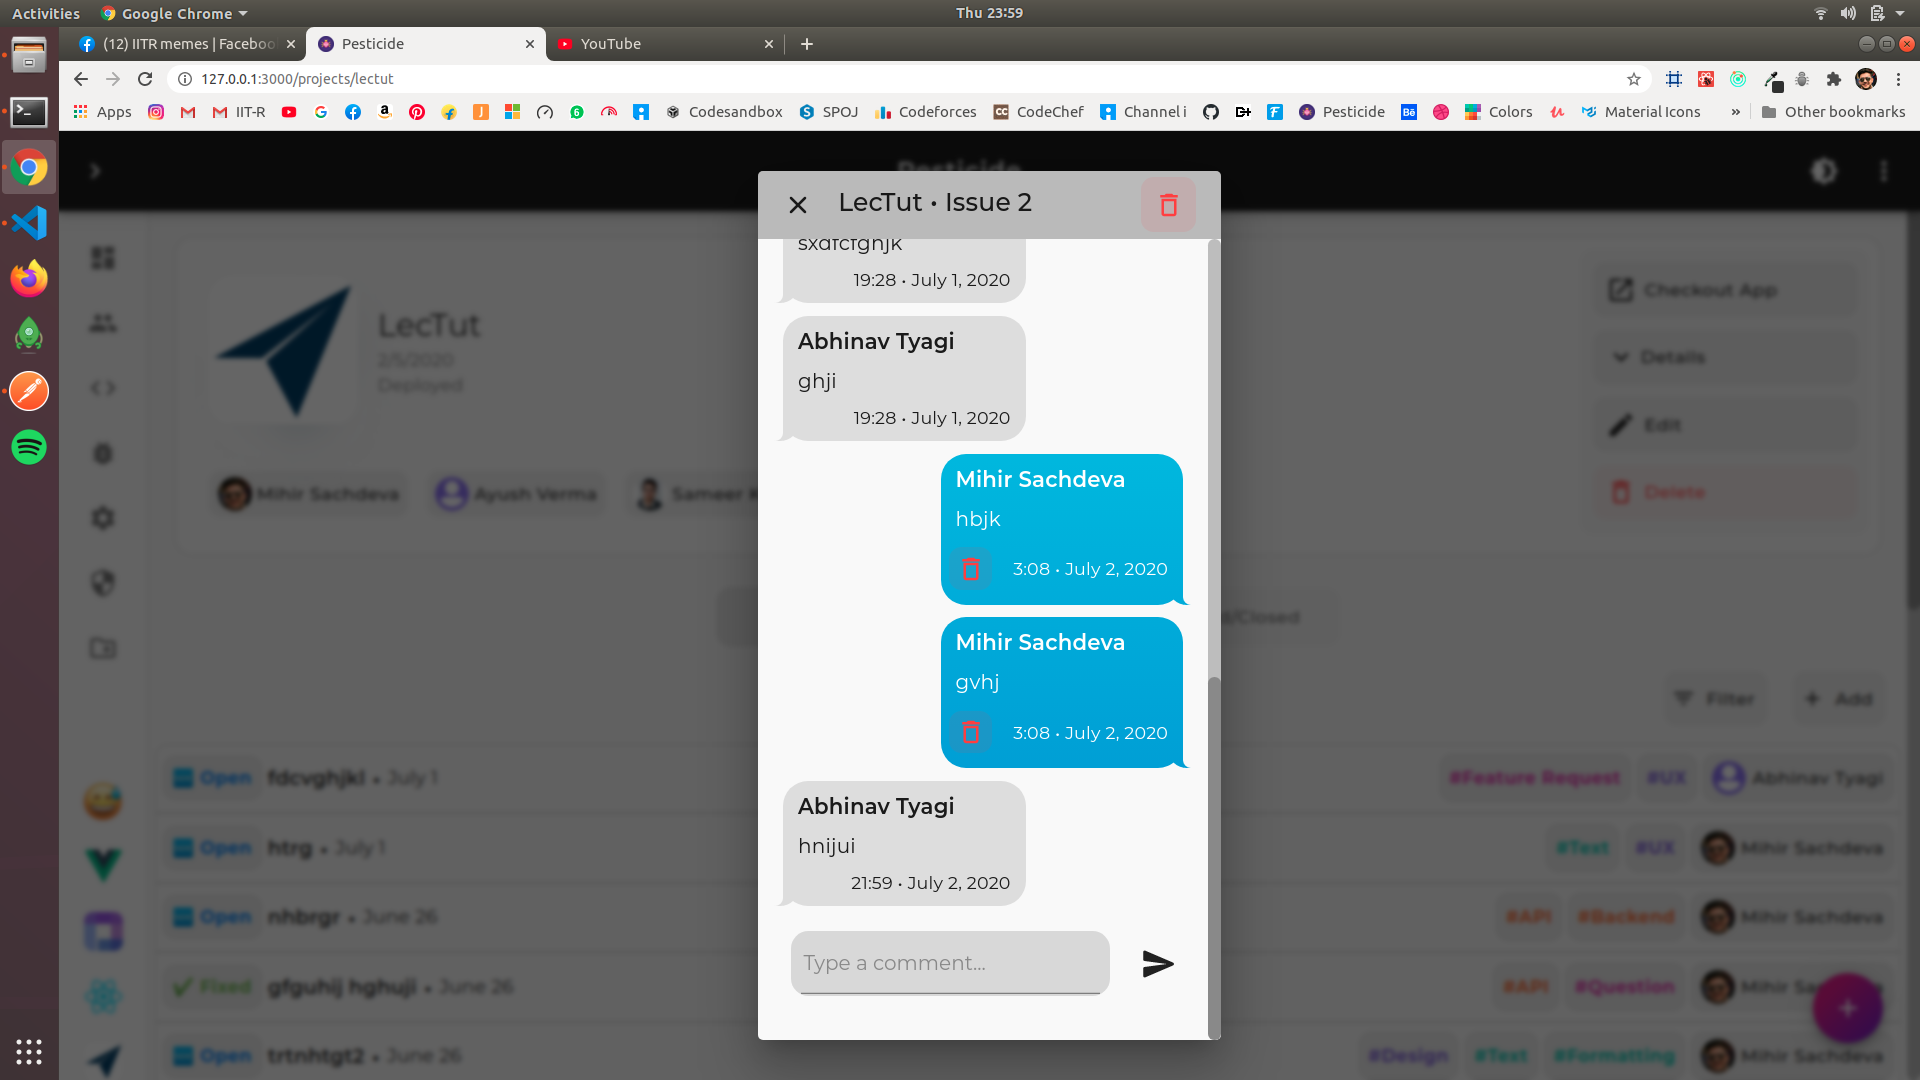 Activities
Google Chrome
Thu 23:59
(12) IITR memes | Faceboo
Pesticide
YouTube
127.0.0.1:3000/projects/lectut
Apps
IIT-R
Codesandbox
SPOJ
Codeforces
CodeChef
Channel i
Pesticide
Colors
Material Icons
»
Other bookmarks
Pesticide
LecTut • Issue 2
sxdfcfghjk
19:28 • July 1, 2020
Abhinav Tyagi
ghji
19:28 • July 1, 2020
Mihir Sachdeva
hbjk
3:08 • July 2, 2020
Mihir Sachdeva
gvhj
3:08 • July 2, 2020
Abhinav Tyagi
hnijui
21:59 • July 2, 2020
Type a comment...
LecTut
2/5/2020
Deployed
Mihir Sachdeva
Ayush Verma
Sameer
Checkout App
Details
Edit
Delete
/Closed
Filter
Add
Open fdcvghjkl • July 1
#Feature Request #UX Abhinav Tyagi
Open htrg • July 1
#Text #UX Mihir Sachdeva
Open nhbrgr • June 26
#API #Backend Mihir Sachdeva
Fixed gfguhij hghuji • June 26
#API #Question Mihir
Open trtnhtgt2 • June 26
#Design #Text #Formatting Mihir Sachdeva